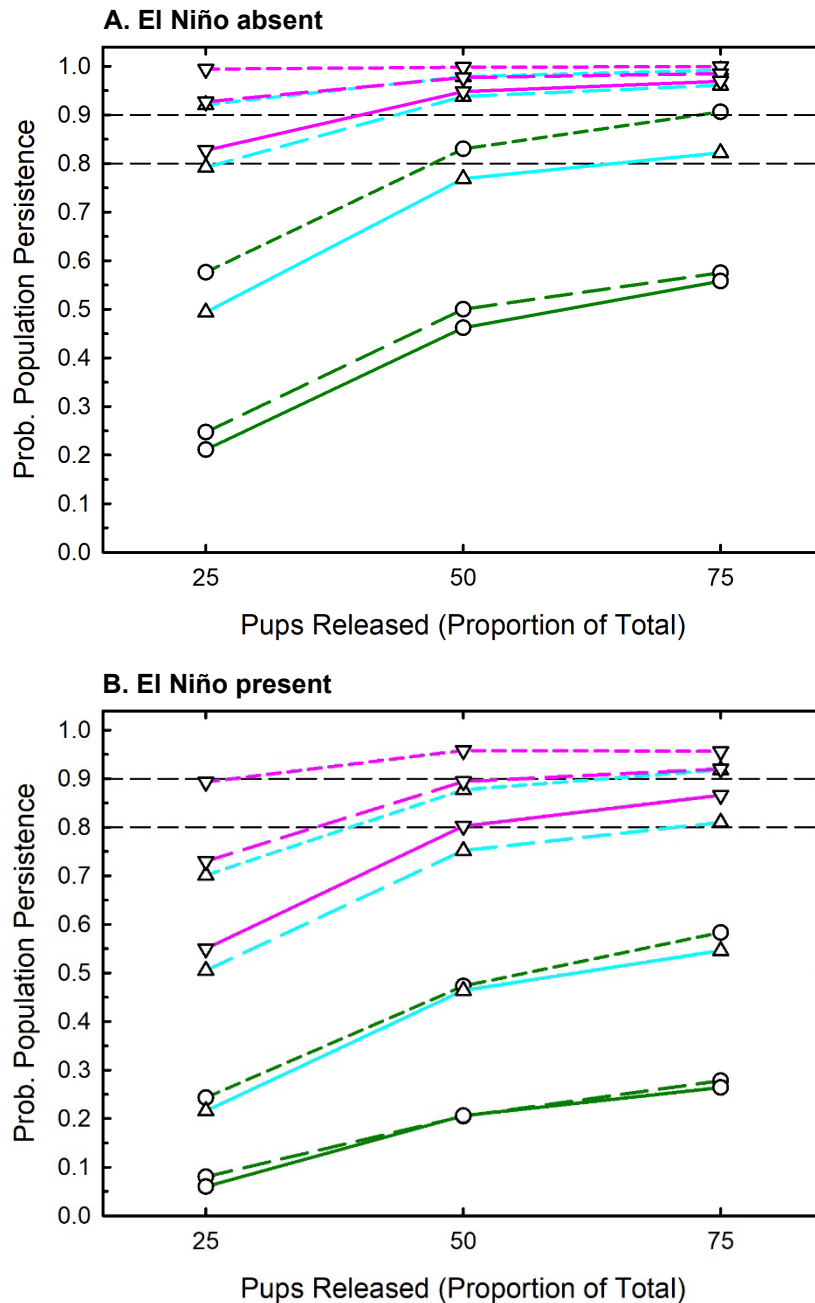 A. El Niño absent
1.0
0.9
0.8
0.7
0.6
0.5
0.4
0.3
0.2
0.1
0.0
Prob. Population Persistence
25 50 75
Pups Released (Proportion of Total)
B. El Niño present
1.0
0.9
0.8
0.7
0.6
0.5
0.4
0.3
0.2
0.1
0.0
Prob. Population Persistence
25 50 75
Pups Released (Proportion of Total)